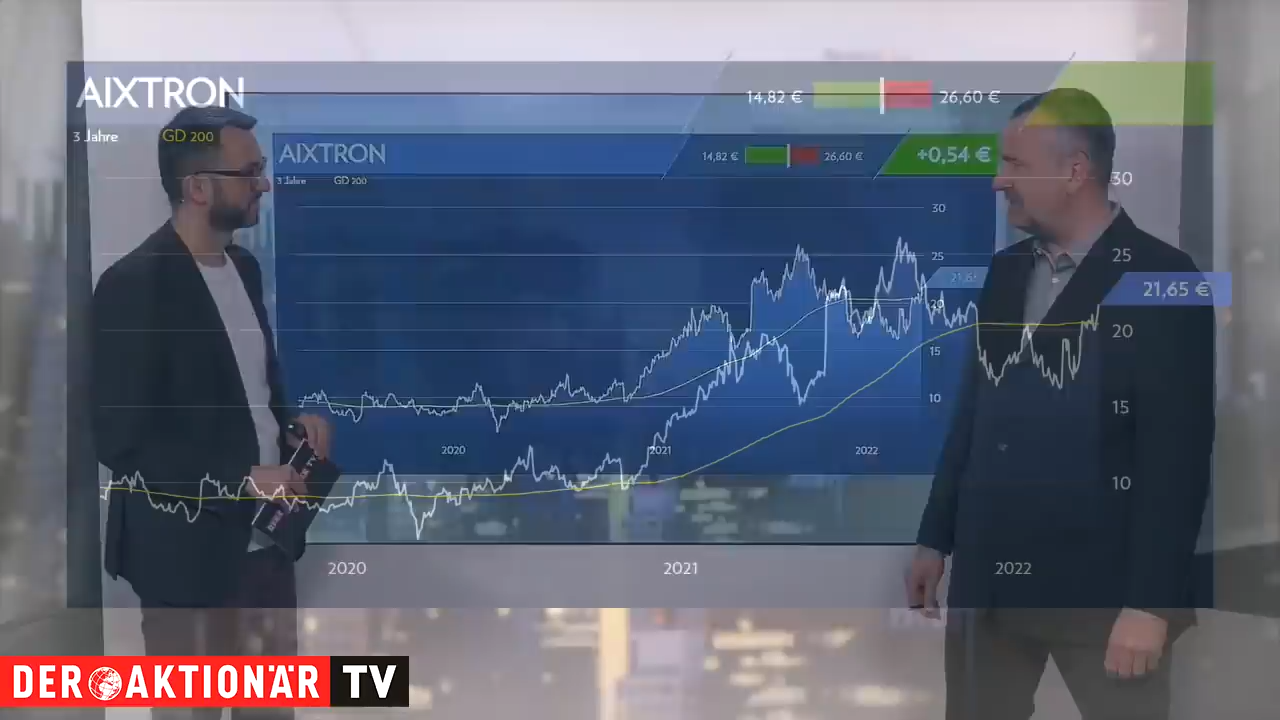 AIXTRON
14,82 € 26,60 €
3 Jahre GD 200
AIXTRON
14,82 € 26,60 € +0,54 €
3 Jahre GD 200
30
30
25
25
21,65 €
20
20
15
15
10
10
2020 2021 2022
2020 2021 2022
DER AKTIONÄR TV